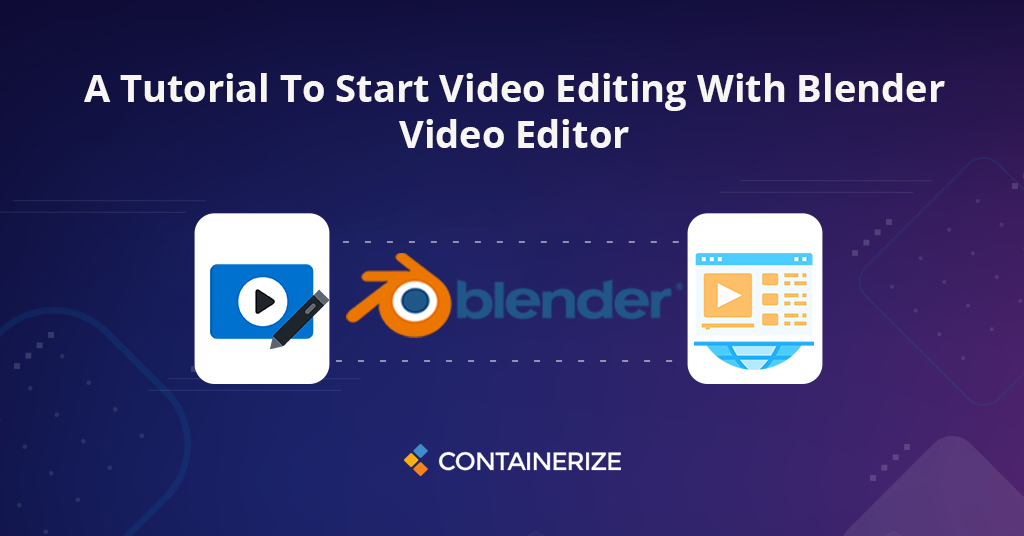 A Tutorial To Start Video Editing With Blender
Video Editor
blender
CONTAINERIZE